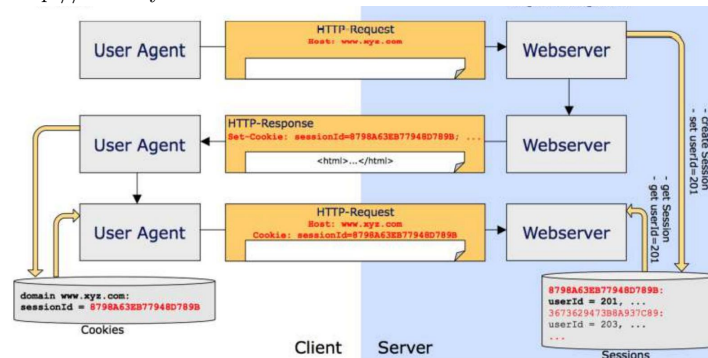 HTTP-Request
Host: www.xyz.com
User Agent
Webserver
- create Session
- set userId=201
HTTP-Response
Set-Cookie: sessionId=8798A63EB77948D789B; ...
<html>...</html>
User Agent
Webserver
- get Session
- get userId=201
HTTP-Request
Host: www.xyz.com
Cookie: sessionId=8798A63EB77948D789B
User Agent
Webserver
domain www.xyz.com:
sessionId = 8798A63EB77948D789B
Cookies
8798A63EB77948D789B:
userId = 201, ...
3673629473B8A937C89:
userId = 203, ...
...
Sessions
Client
Server